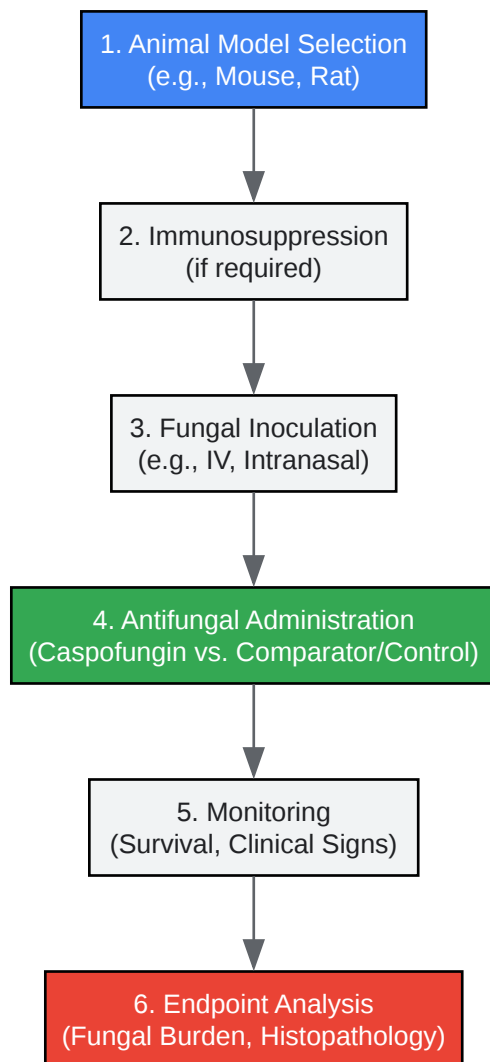 1. Animal Model Selection
(e.g., Mouse, Rat)
2. Immunosuppression
(if required)
3. Fungal Inoculation
(e.g., IV, Intranasal)
4. Antifungal Administration
(Caspofungin vs. Comparator/Control)
5. Monitoring
(Survival, Clinical Signs)
6. Endpoint Analysis
(Fungal Burden, Histopathology)